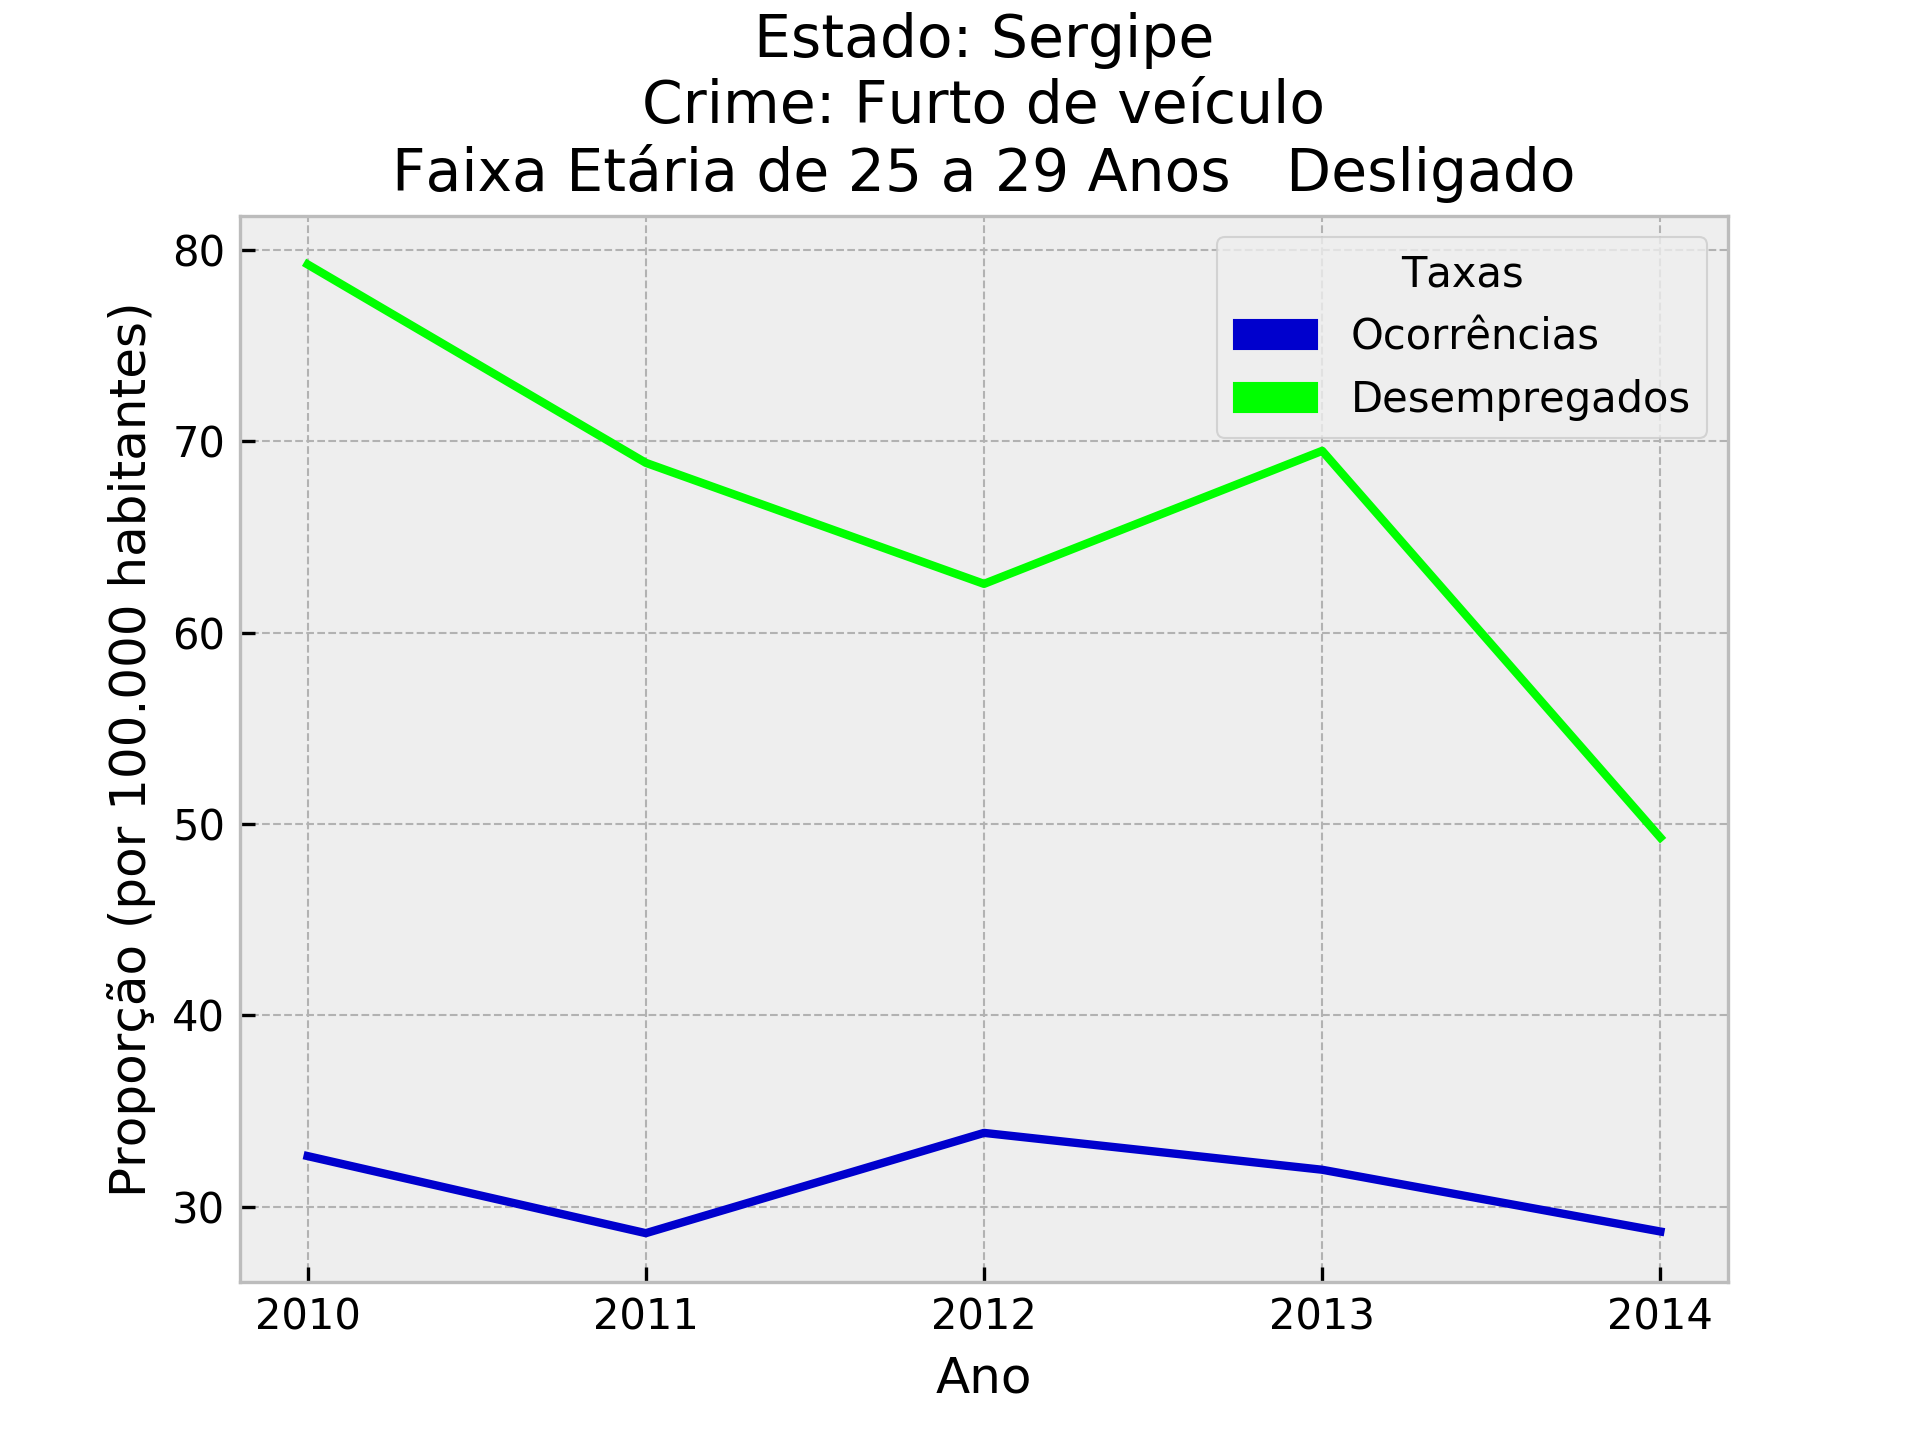 Estado: Sergipe
Crime: Furto de veículo
Faixa Etária de 25 a 29 Anos   Desligado
Taxas
Ocorrências
Desempregados
Proporção (por 100.000 habitantes)
80
70
60
50
40
30
2010 2011 2012 2013 2014
Ano